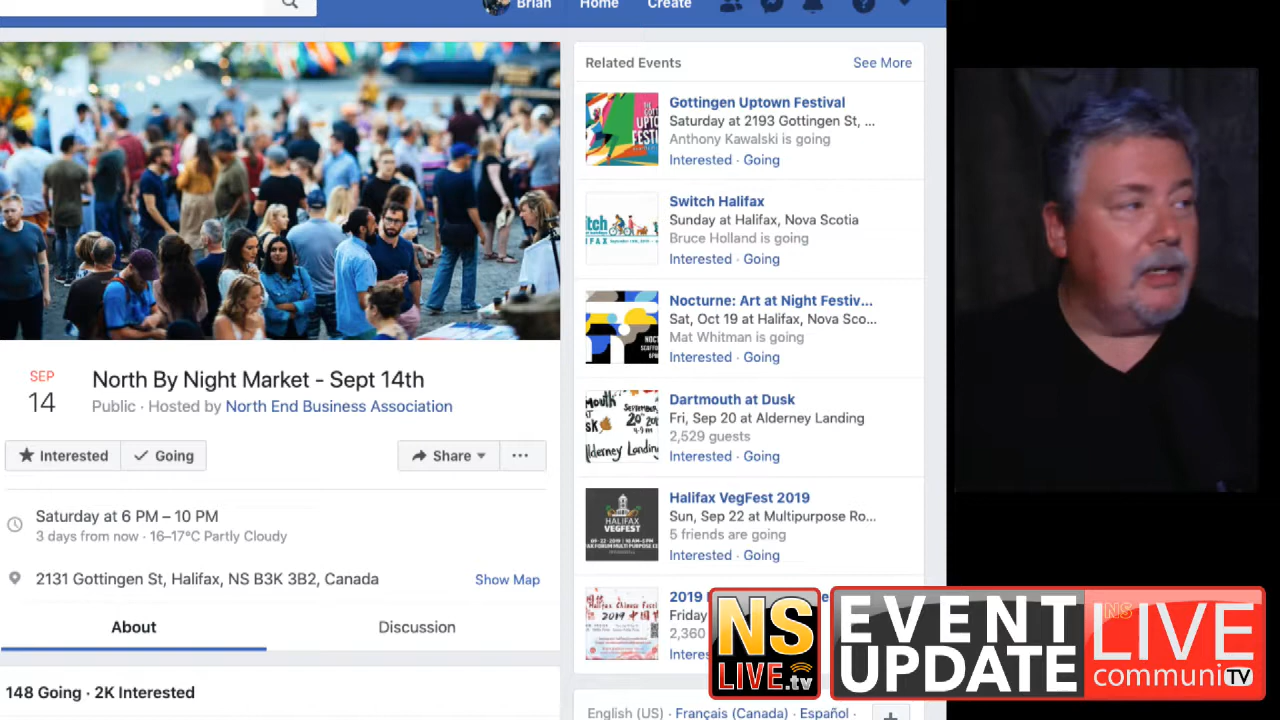 Brian
Home
Create
SEP
14
North By Night Market - Sept 14th
Public · Hosted by North End Business Association
Interested
Going
Share
Saturday at 6 PM – 10 PM
3 days from now · 16–17°C Partly Cloudy
2131 Gottingen St, Halifax, NS B3K 3B2, Canada
Show Map
About
Discussion
148 Going · 2K Interested
Related Events
See More
Gottingen Uptown Festival
Saturday at 2193 Gottingen St, ...
Anthony Kawalski is going
Interested · Going
Switch Halifax
Sunday at Halifax, Nova Scotia
Bruce Holland is going
Interested · Going
Nocturne: Art at Night Festiv...
Sat, Oct 19 at Halifax, Nova Sco...
Mat Whitman is going
Interested · Going
Dartmouth at Dusk
Fri, Sep 20 at Alderney Landing
2,529 guests
Interested · Going
Halifax VegFest 2019
Sun, Sep 22 at Multipurpose Ro...
5 friends are going
Interested · Going
2019
Friday
2,360
HALIFAX
VEGFEST
English (US) · Français (Canada) · Español ·
NS
LIVE.tv
EVENT
UPDATE
NS
LIVE
communiTV